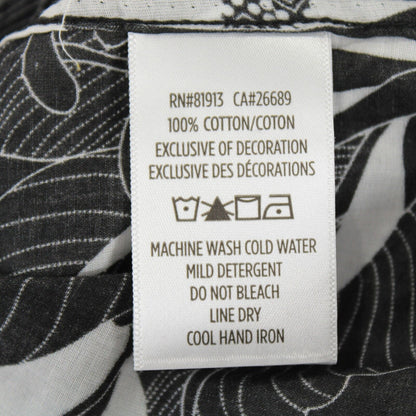 RN#81913 CA#26689
100% COTTON/COTON
EXCLUSIVE OF DECORATION
EXCLUSIVE DES DÉCORATIONS
MACHINE WASH COLD WATER
MILD DETERGENT
DO NOT BLEACH
LINE DRY
COOL HAND IRON